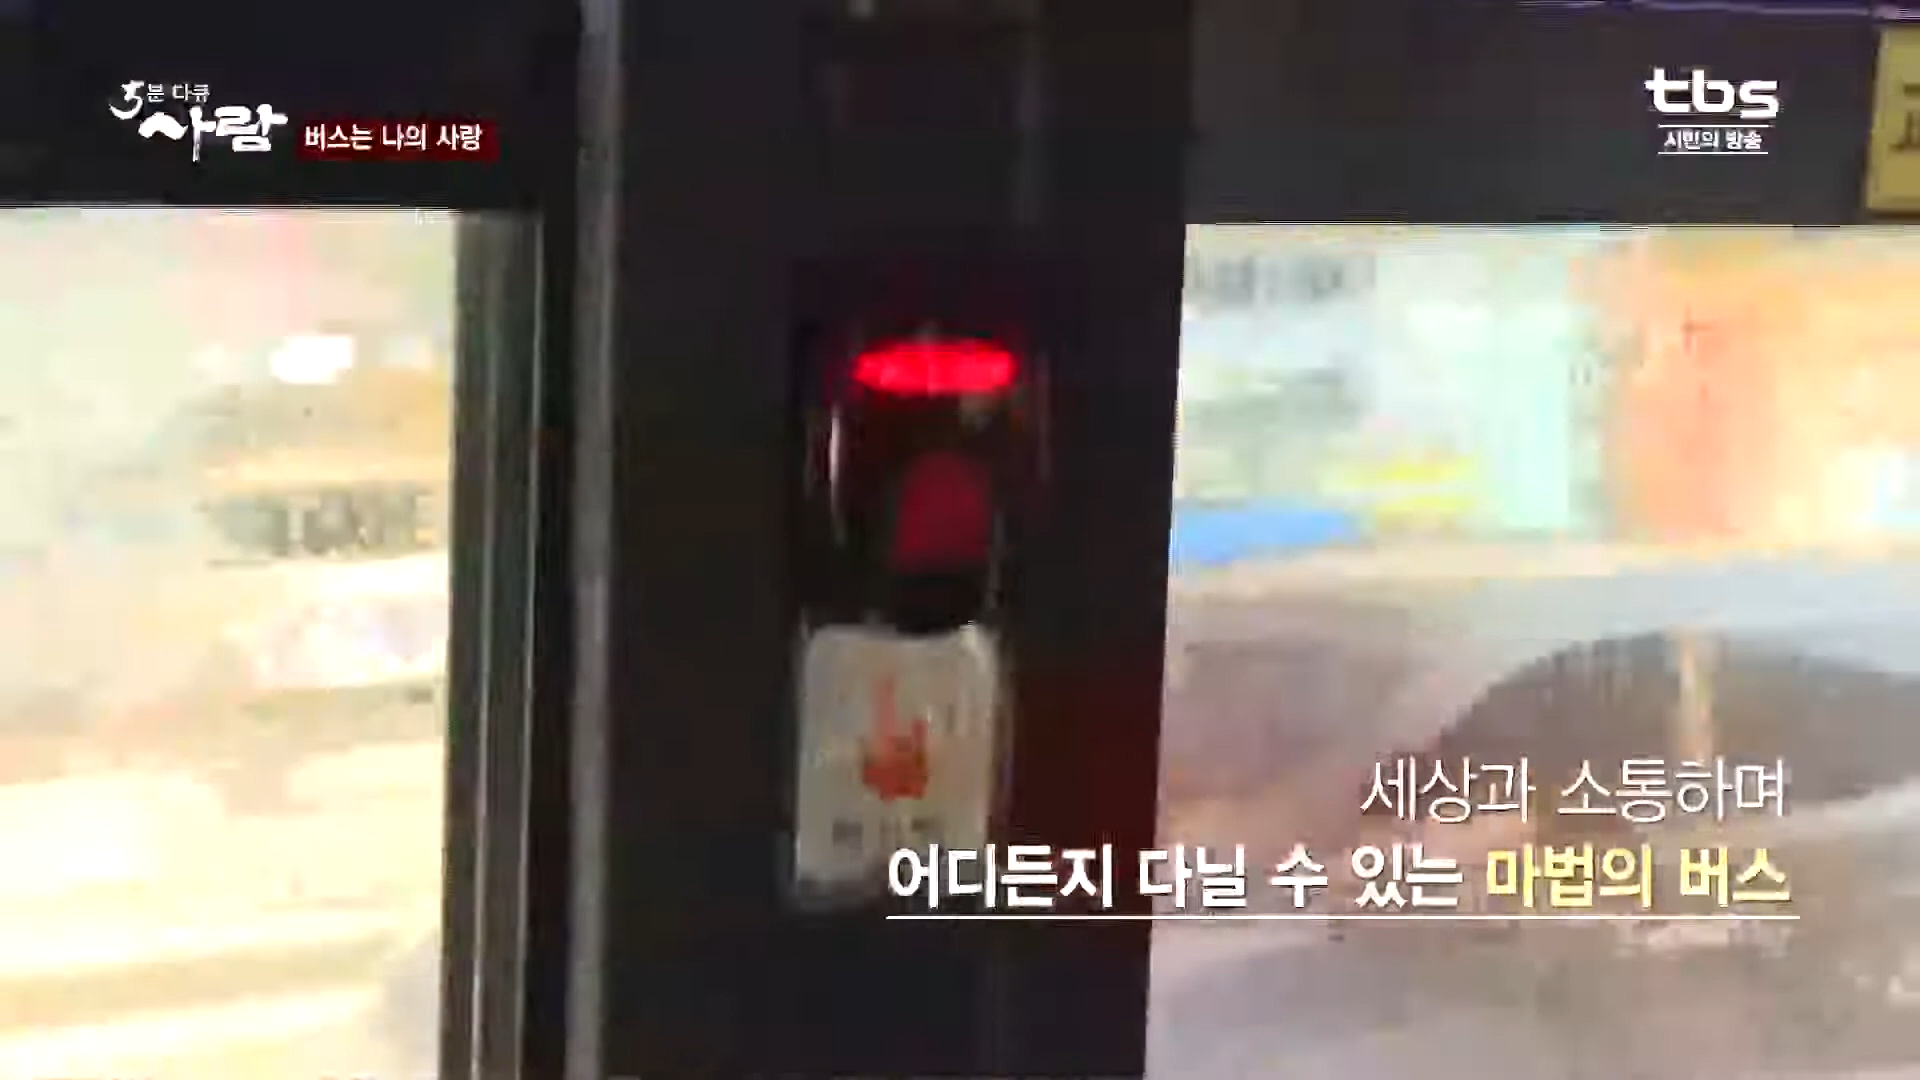 5분 다큐
사람
버스는 나의 사랑
tbs
시민의 방송
세상과 소통하며
어디든지 다닐 수 있는 마법의 버스